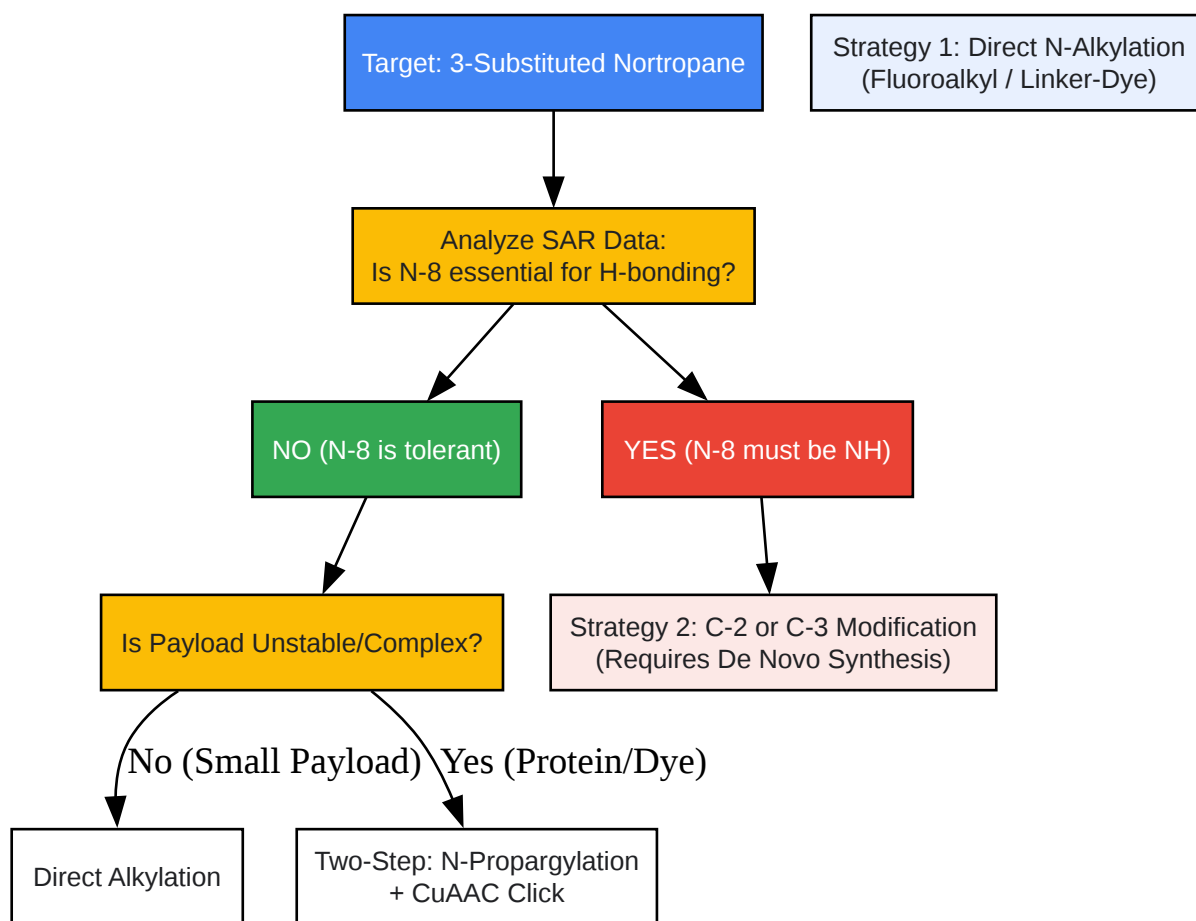 Target: 3-Substituted Nortropane
Strategy 1: Direct N-Alkylation
(Fluoroalkyl / Linker-Dye)
Analyze SAR Data:
Is N-8 essential for H-bonding?
NO (N-8 is tolerant)
YES (N-8 must be NH)
Is Payload Unstable/Complex?
Strategy 2: C-2 or C-3 Modification
(Requires De Novo Synthesis)
No (Small Payload)
Yes (Protein/Dye)
Direct Alkylation
Two-Step: N-Propargylation
+ CuAAC Click